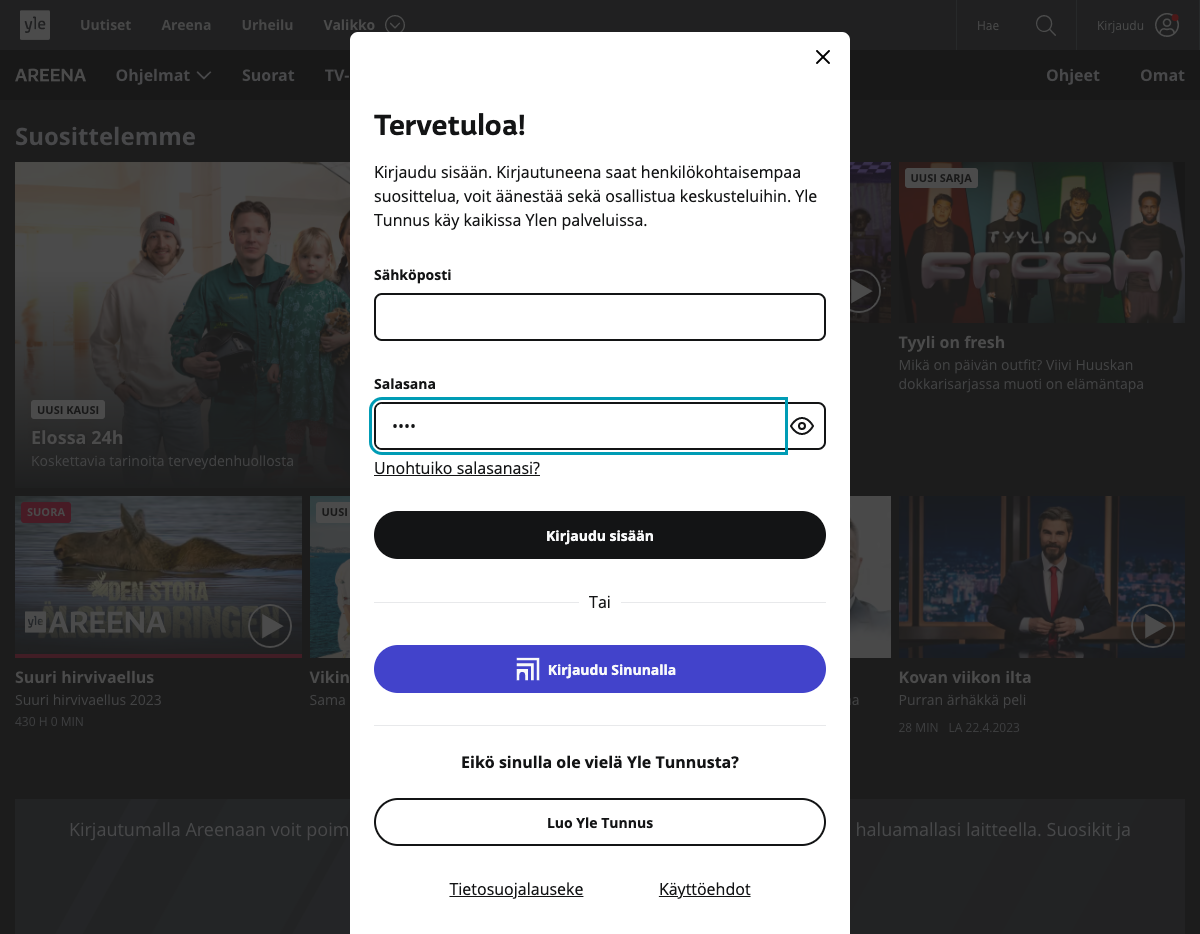 yle Uutiset Areena Urheilu Valikko Hae Kirjaudu
AREENA Ohjelmat Suorat TV- Ohjeet Omat
Suosittelemme
UUSI KAUSI
Elossa 24h
Koskettavia tarinoita terveydenhuollosta
UUSI SARJA
TYYLI ON
FRESH
Tyyli on fresh
Mikä on päivän outfit? Viivi Huuskan
dokkarisarjassa muoti on elämäntapa
SUORA
DEN STORA
yle AREENA
Suuri hirvivaellus
Suuri hirvivaellus 2023
430 H 0 MIN
UUSI
Sama
Kovan viikon ilta
Purran ärhäkkä peli
28 MIN LA 22.4.2023
Kirjautumalla Areenaan voit
haluamallasi laitteella. Suosikit ja
Tervetuloa!
Kirjaudu sisään. Kirjautuneena saat henkilökohtaisempaa
suosittelua, voit äänestää sekä osallistua keskusteluihin. Yle
Tunnus käy kaikissa Ylen palveluissa.
Sähköposti
Salasana
••••
Unohtuiko salasanasi?
Kirjaudu sisään
Tai
Kirjaudu Sinunalla
Eikö sinulla ole vielä Yle Tunnusta?
Luo Yle Tunnus
Tietosuojalauseke Käyttöehdot